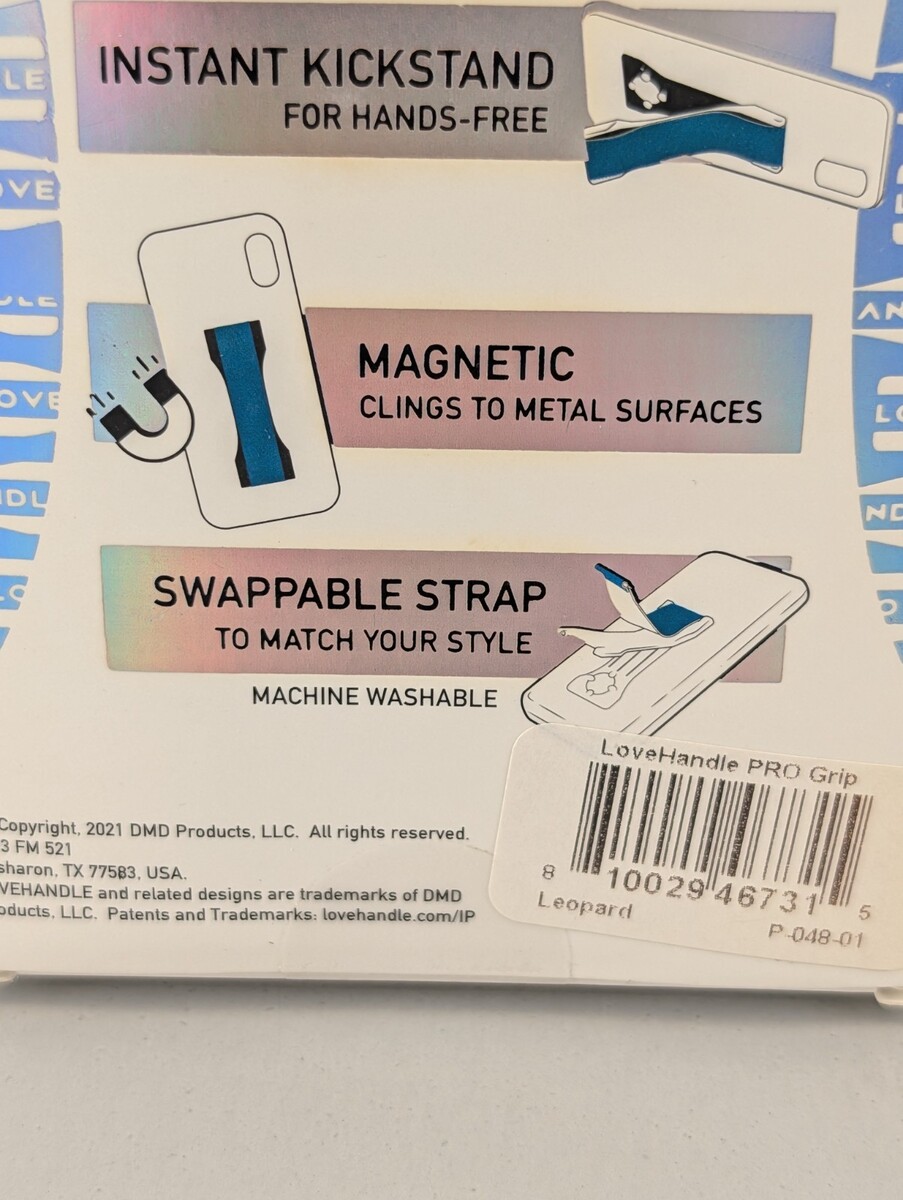 INSTANT KICKSTAND
FOR HANDS-FREE
MAGNETIC
CLINGS TO METAL SURFACES
SWAPPABLE STRAP
TO MATCH YOUR STYLE
MACHINE WASHABLE
LoveHandle PRO Grip
8 10029 46731 5
Leopard
P-048-01
Copyright, 2021 DMD Products, LLC. All rights reserved.
3 FM 521
sharon, TX 77583, USA.
VEHANDLE and related designs are trademarks of DMD
oducts, LLC. Patents and Trademarks: lovehandle.com/IP